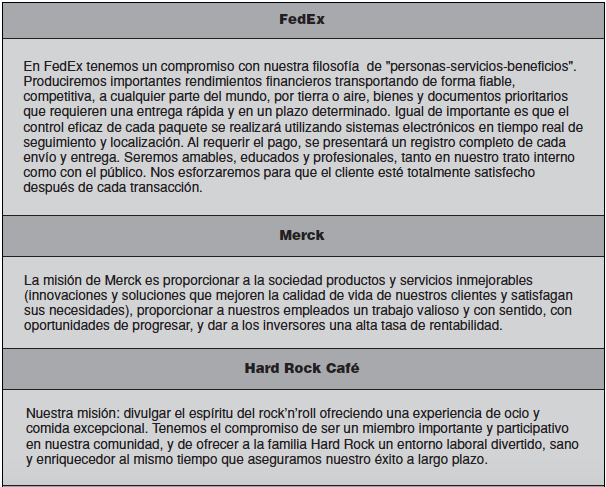 FedEx
En FedEx tenemos un compromiso con nuestra filosofía de "personas-servicios-beneficios".
Produciremos importantes rendimientos financieros transportando de forma fiable,
competitiva, a cualquier parte del mundo, por tierra o aire, bienes y documentos prioritarios
que requieren una entrega rápida y en un plazo determinado. Igual de importante es que el
control eficaz de cada paquete se realizará utilizando sistemas electrónicos en tiempo real de
seguimiento y localización. Al requerir el pago, se presentará un registro completo de cada
envío y entrega. Seremos amables, educados y profesionales, tanto en nuestro trato interno
como con el público. Nos esforzaremos para que el cliente esté totalmente satisfecho
después de cada transacción.
Merck
La misión de Merck es proporcionar a la sociedad productos y servicios inmejorables
(innovaciones y soluciones que mejoren la calidad de vida de nuestros clientes y satisfagan
sus necesidades), proporcionar a nuestros empleados un trabajo valioso y con sentido, con
oportunidades de progresar, y dar a los inversores una alta tasa de rentabilidad.
Hard Rock Café
Nuestra misión: divulgar el espíritu del rock’n’roll ofreciendo una experiencia de ocio y
comida excepcional. Tenemos el compromiso de ser un miembro importante y participativo
en nuestra comunidad, y de ofrecer a la familia Hard Rock un entorno laboral divertido, sano
y enriquecedor al mismo tiempo que aseguramos nuestro éxito a largo plazo.